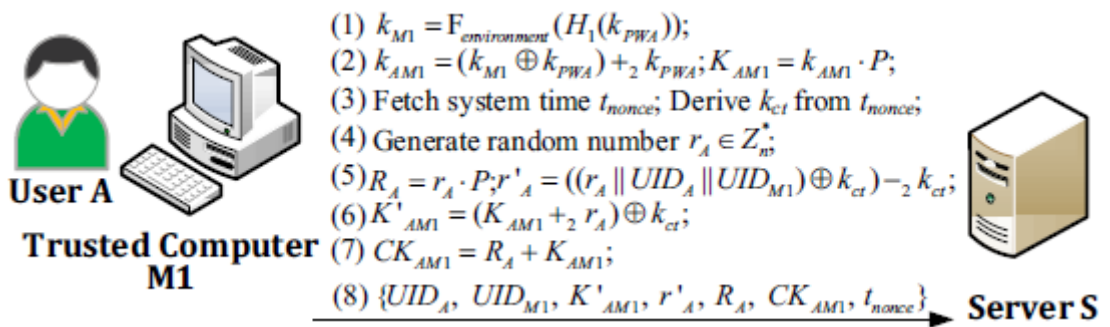 (1) k_{M1} = F_{environment}(H_1(k_{PWA}));
(2) k_{AM1} = (k_{M1} ⊕ k_{PWA}) +_2 k_{PWA}; K_{AM1} = k_{AM1} · P;
(3) Fetch system time t_{nonce}; Derive k_{ct} from t_{nonce};
(4) Generate random number r_A ∈ Z_n^*;
(5) R_A = r_A · P; r'_A = ((r_A || UID_A || UID_{M1}) ⊕ k_{ct}) −_2 k_{ct};
(6) K'_{AM1} = (K_{AM1} +_2 r_A) ⊕ k_{ct};
(7) CK_{AM1} = R_A + K_{AM1};
(8) {UID_A, UID_{M1}, K'_{AM1}, r'_A, R_A, CK_{AM1}, t_{nonce}}
User A
Trusted Computer
M1
Server S